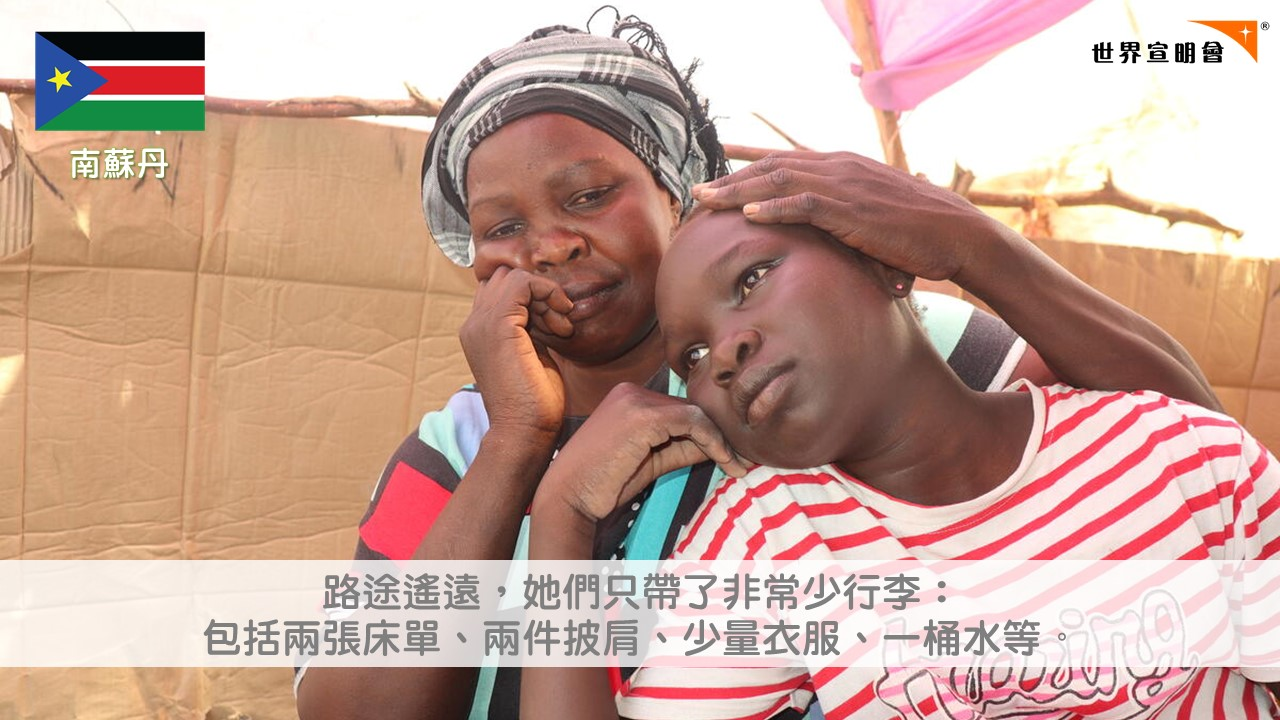 世界宣明會®
南蘇丹
路途遙遠，她們只帶了非常少行李：
包括兩張床單、兩件披肩、少量衣服、一桶水等。